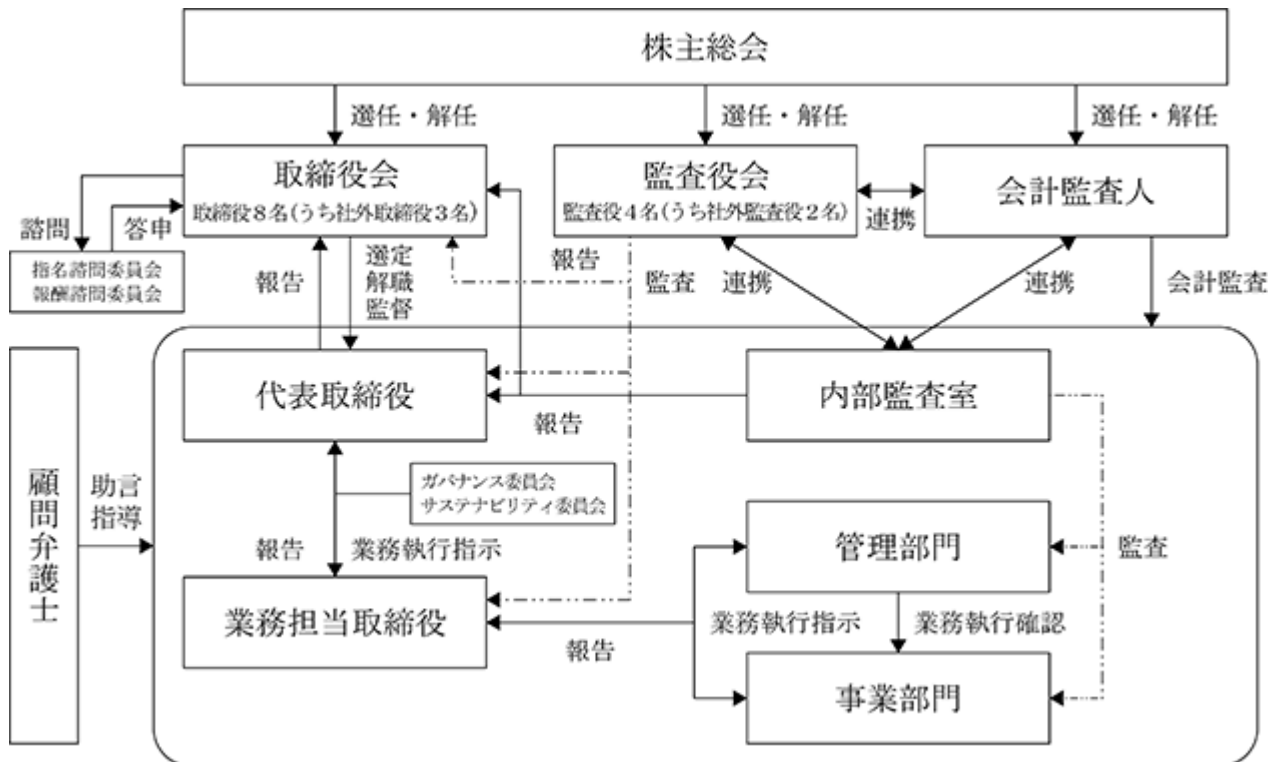 株主総会
選任・解任
選任・解任
選任・解任
取締役会
取締役8名(うち社外取締役3名)
監査役会
監査役4名(うち社外監査役2名)
会計監査人
連携
諮問
答申
指名諮問委員会
報酬諮問委員会
報告
選定
解職
監督
報告
監査
連携
連携
会計監査
代表取締役
内部監査室
報告
顧問弁護士
助言
指導
ガバナンス委員会
サステナビリティ委員会
報告
業務執行指示
管理部門
監査
業務担当取締役
報告
業務執行指示
業務執行確認
事業部門